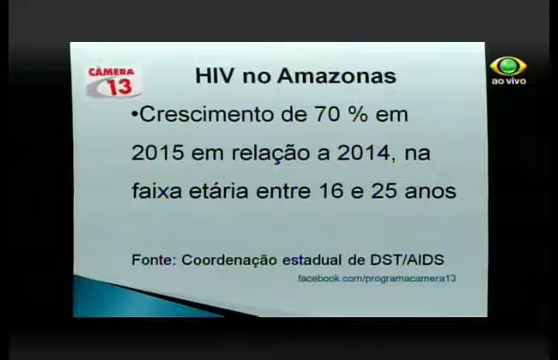 CÂMERA
13
HIV no Amazonas
ao vivo
•Crescimento de 70 % em
2015 em relação a 2014, na
faixa etária entre 16 e 25 anos
Fonte: Coordenação estadual de DST/AIDS
facebook.com/programacamera13